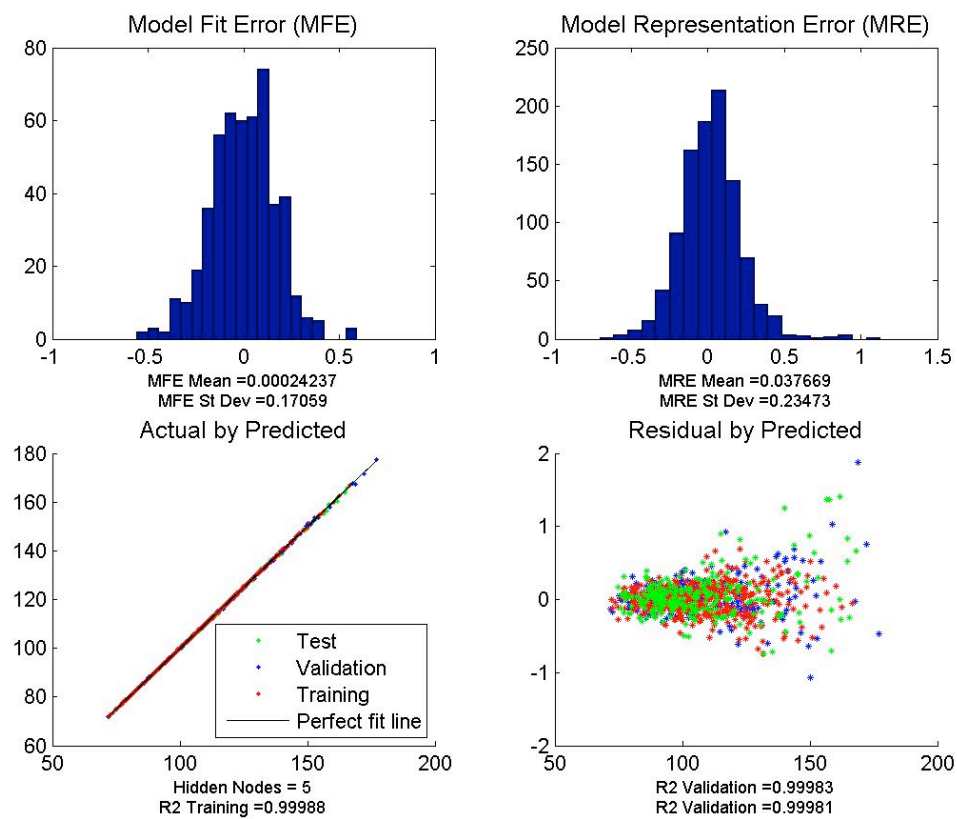 Model Fit Error (MFE)
80
60
40
20
0
-1
-0.5
0
0.5
1
MFE Mean =0.00024237
MFE St Dev =0.17059
Model Representation Error (MRE)
250
200
150
100
50
0
-1
-0.5
0
0.5
1
1.5
MRE Mean =0.037669
MRE St Dev =0.23473
Actual by Predicted
180
160
140
120
100
80
60
50
100
150
200
Test
Validation
Training
Perfect fit line
Hidden Nodes = 5
R2 Training =0.99988
Residual by Predicted
2
1
0
-1
-2
50
100
150
200
R2 Validation =0.99983
R2 Validation =0.99981